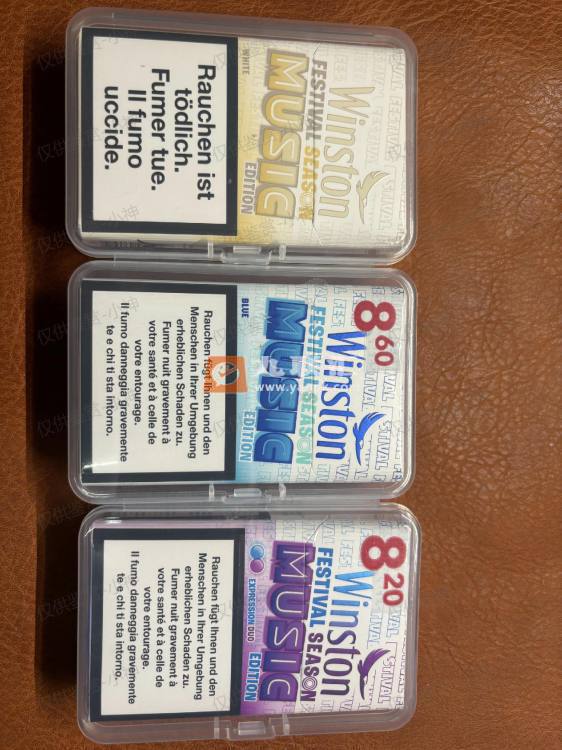 Winston
FESTIVAL SEASON
MUSIC
EDITION
WHITE
Rauchen ist
tödlich.
Fumer tue.
Il fumo
uccide.
8 60
Winston
FESTIVAL SEASON
MUSIC
EDITION
BLUE
Rauchen fügt Ihnen und den
Menschen in Ihrer Umgebung
erheblichen Schaden zu.
Fumer nuit gravement à
votre santé et à celle de
votre entourage.
Il fumo danneggia gravemente
te e chi ti sta intorno.
8 20
Winston
FESTIVAL SEASON
MUSIC
EDITION
EXPRESSION DUO
Rauchen fügt Ihnen und den
Menschen in Ihrer Umgebung
erheblichen Schaden zu.
Fumer nuit gravement à
votre santé et à celle de
votre entourage.
Il fumo danneggia gravemente
te e chi ti sta intorno.